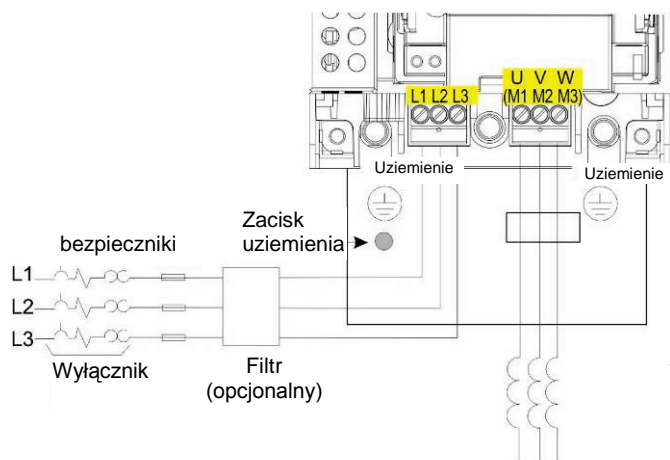 U V W
L1 L2 L3
(M1 M2 M3)
Uziemienie
Uziemienie
Zacisk
uziemienia
bezpieczniki
L1
L2
L3
Wyłącznik
Filtr
(opcjonalny)